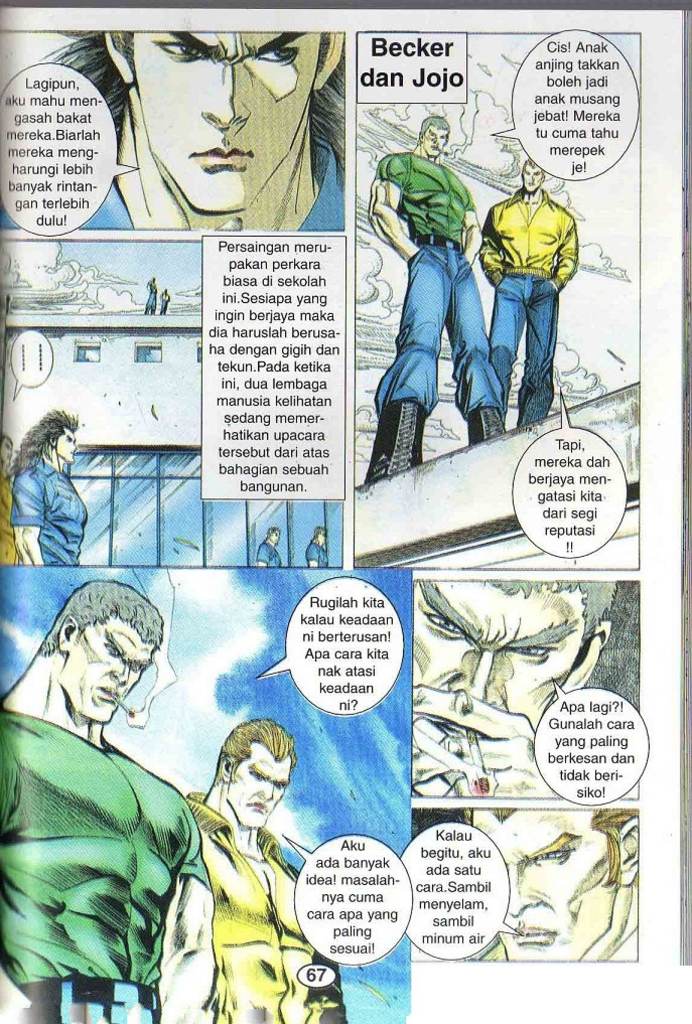 Lagipun,
aku mahu men-
gasah bakat
mereka.Biarlah
mereka meng-
harungi lebih
banyak rintan-
gan terlebih
dulu!
Becker
dan Jojo
Cis! Anak
anjing takkan
boleh jadi
anak musang
jebat! Mereka
tu cuma tahu
merepek
je!
Persaingan meru-
pakan perkara
biasa di sekolah
ini.Sesiapa yang
ingin berjaya maka
dia haruslah berusa-
ha dengan gigih dan
tekun.Pada ketika
ini, dua lembaga
manusia kelihatan
sedang memer-
hatikan upacara
tersebut dari atas
bahagian sebuah
bangunan.
!!
Tapi,
mereka dah
berjaya men-
gatasi kita
dari segi
reputasi
!!
Rugilah kita
kalau keadaan
ni berterusan!
Apa cara kita
nak atasi
keadaan
ni?
Apa lagi?!
Gunalah cara
yang paling
berkesan dan
tidak beri-
siko!
Aku
ada banyak
idea! masalah-
nya cuma
cara apa yang
paling
sesuai!
Kalau
begitu, aku
ada satu
cara.Sambil
menyelam,
sambil
minum air
67